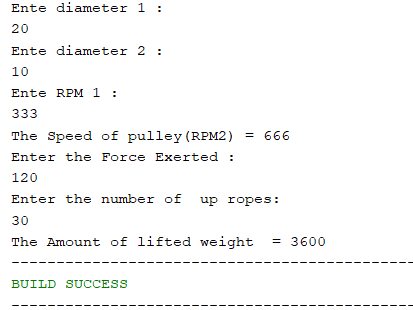 Ente diameter 1 :
20
Ente diameter 2 :
10
Ente RPM 1 :
333
The Speed of pulley(RPM2) = 666
Enter the Force Exerted :
120
Enter the number of  up ropes:
30
The Amount of lifted weight  = 3600
------------------------------------------
BUILD SUCCESS
------------------------------------------